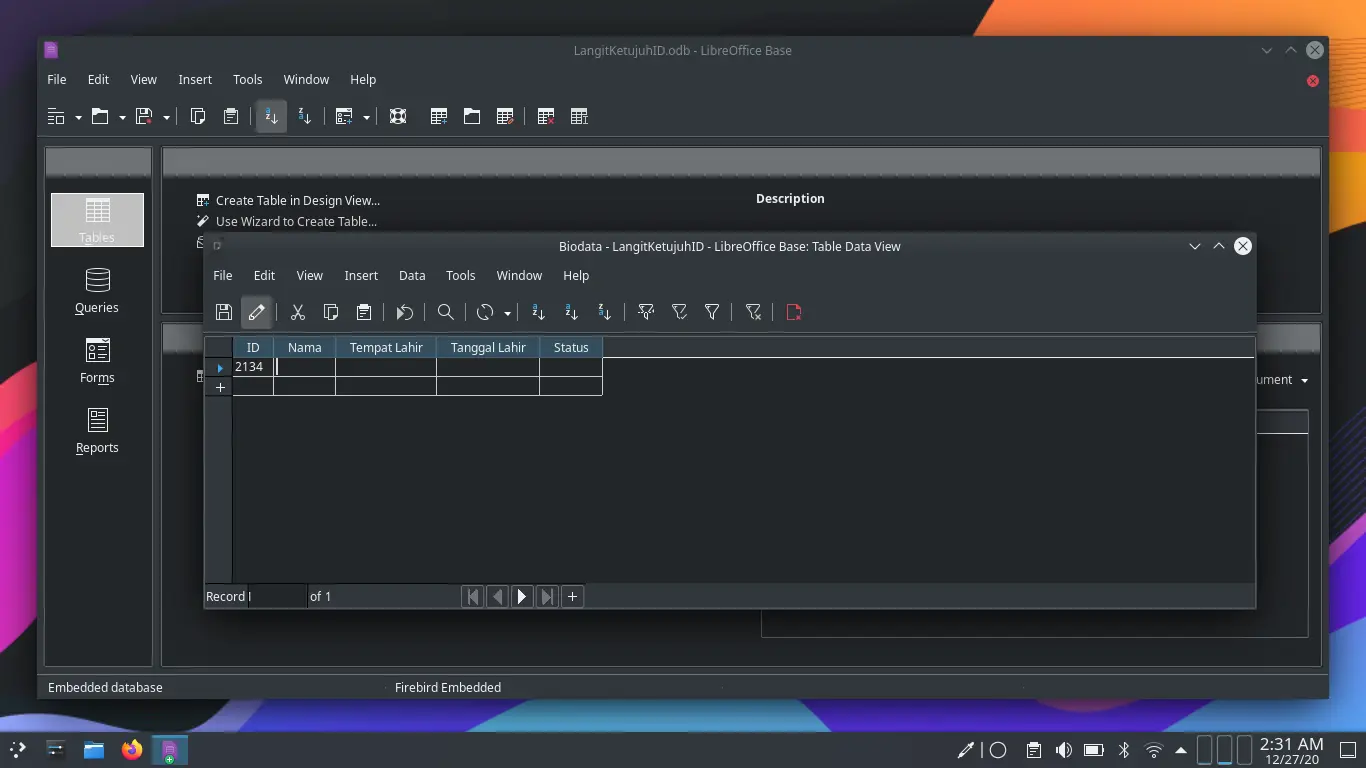 LangitKetujuhID.odb - LibreOffice Base
File Edit View Insert Tools Window Help
Create Table in Design View...
Use Wizard to Create Table...
Description
Tables
Queries
Forms
Reports
Biodata - LangitKetujuhID - LibreOffice Base: Table Data View
File Edit View Insert Data Tools Window Help
ID Nama Tempat Lahir Tanggal Lahir Status
2134
ument
Record 1 of 1
Embedded database Firebird Embedded
2:31 AM
12/27/20